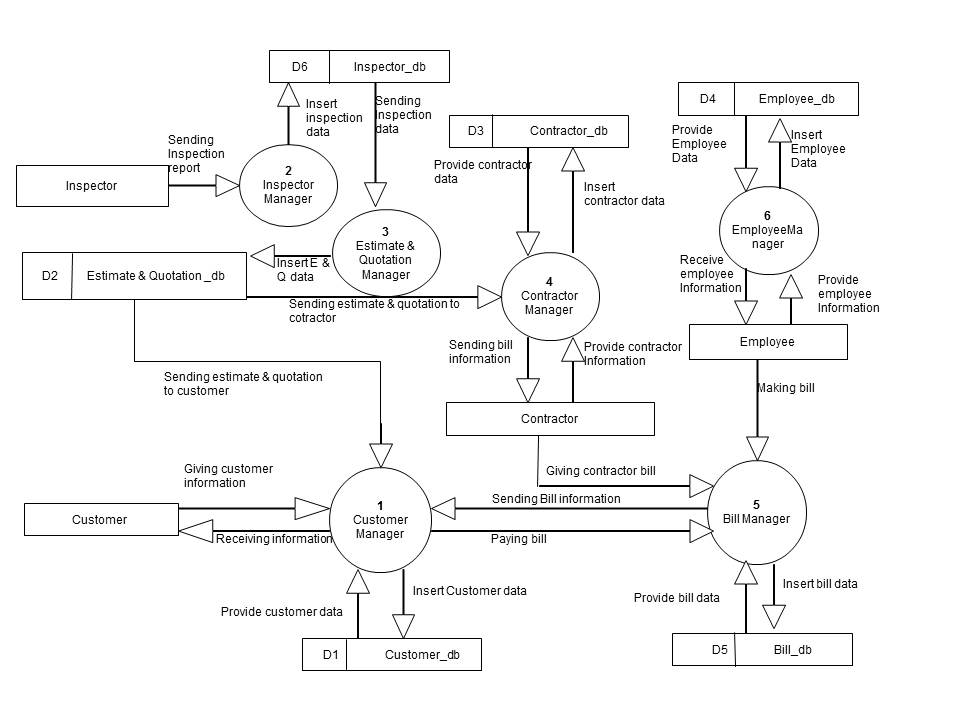 D6 Inspector_db
Insert
inspection
data
Sending
Inspection
data
D4 Employee_db
D3 Contractor_db
Provide
Employee
Data
Insert
Employee
Data
Sending
Inspection
report
Inspector
2
Inspector
Manager
Provide contractor
data
Insert
contractor data
3
Estimate &
Quotation
Manager
6
EmployeeMa
nager
D2 Estimate & Quotation _db
Insert E &
Q data
Sending estimate & quotation to
cotractor
4
Contractor
Manager
Receive
employee
Information
Provide
employee
Information
Sending bill
information
Provide contractor
Information
Employee
Sending estimate & quotation
to customer
Making bill
Contractor
Giving customer
information
Giving contractor bill
Customer
1
Customer
Manager
Sending Bill information
5
Bill Manager
Receiving information
Paying bill
Provide customer data
Insert Customer data
Provide bill data
Insert bill data
D1 Customer_db
D5 Bill_db